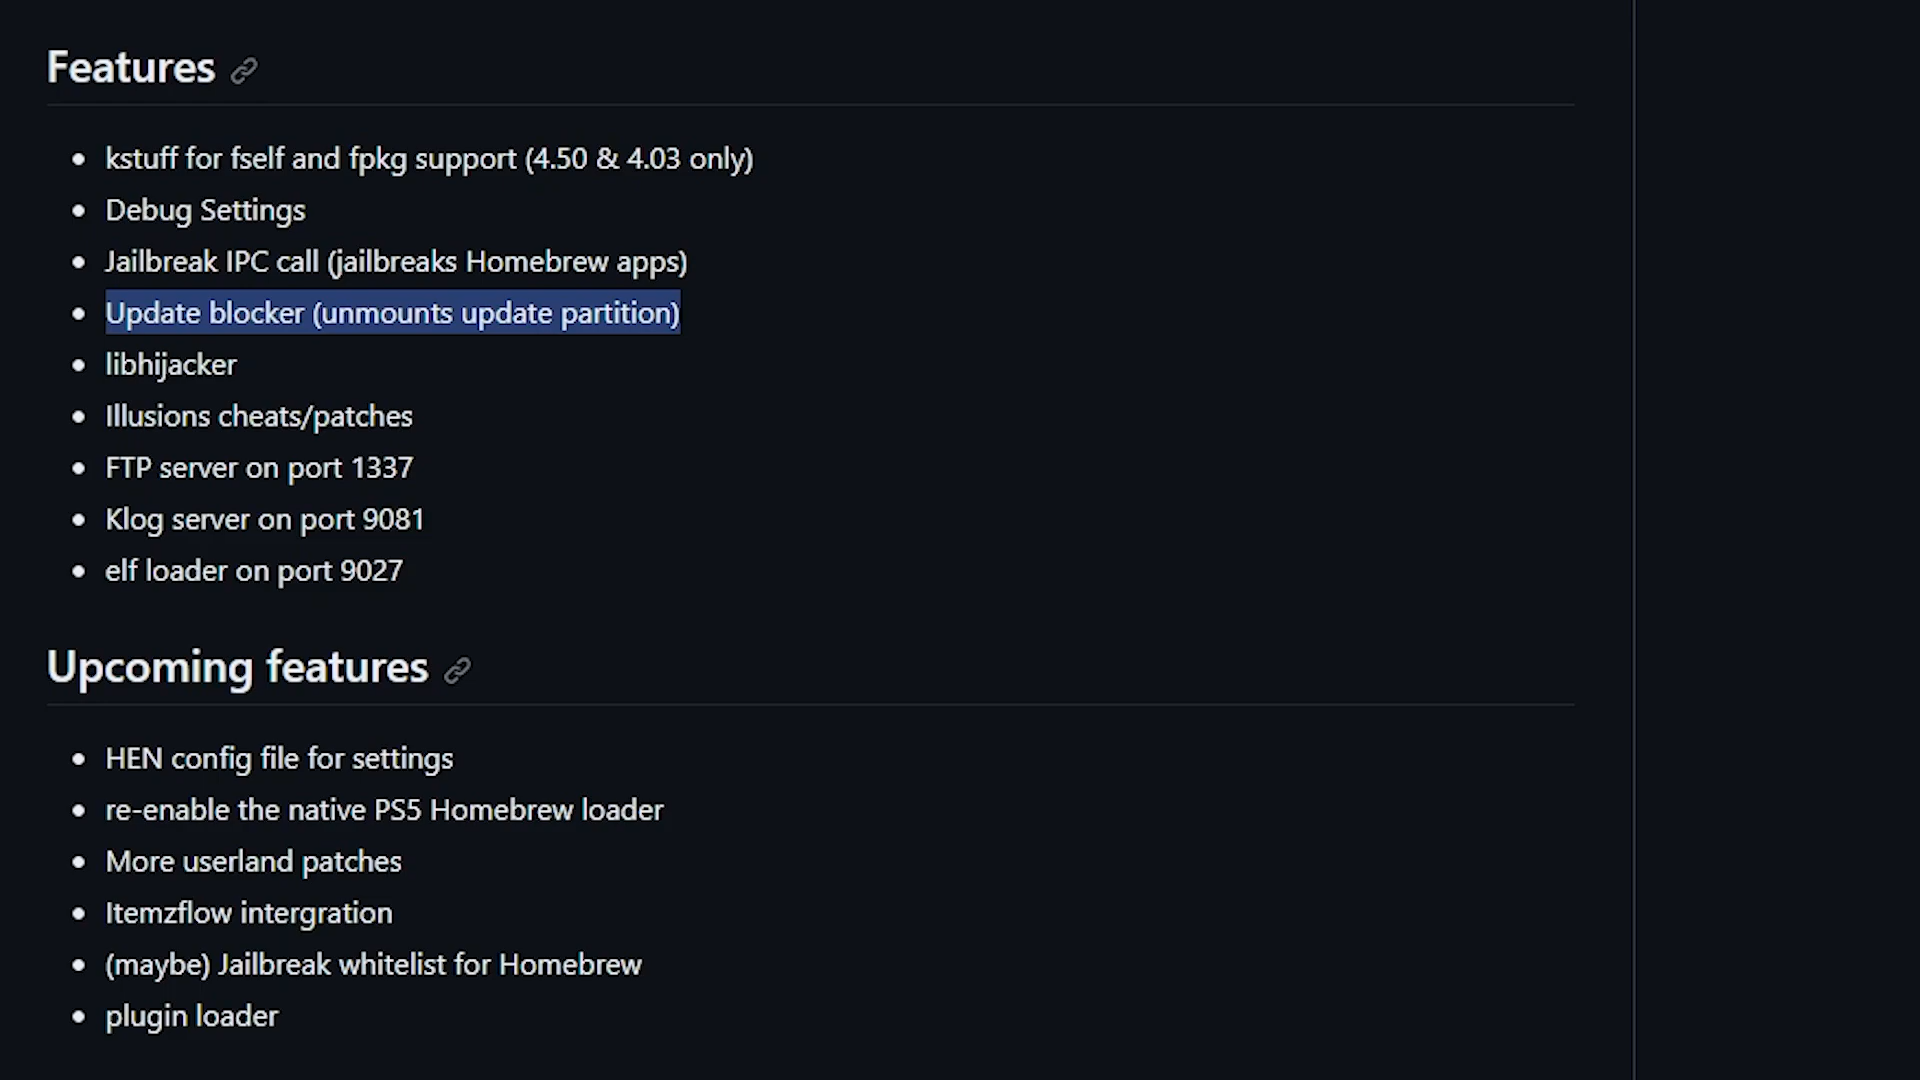 Features
kstuff for fself and fpkg support (4.50 & 4.03 only)
Debug Settings
Jailbreak IPC call (jailbreaks Homebrew apps)
Update blocker (unmounts update partition)
libhijacker
Illusions cheats/patches
FTP server on port 1337
Klog server on port 9081
elf loader on port 9027
Upcoming features
HEN config file for settings
re-enable the native PS5 Homebrew loader
More userland patches
Itemzflow intergration
(maybe) Jailbreak whitelist for Homebrew
plugin loader